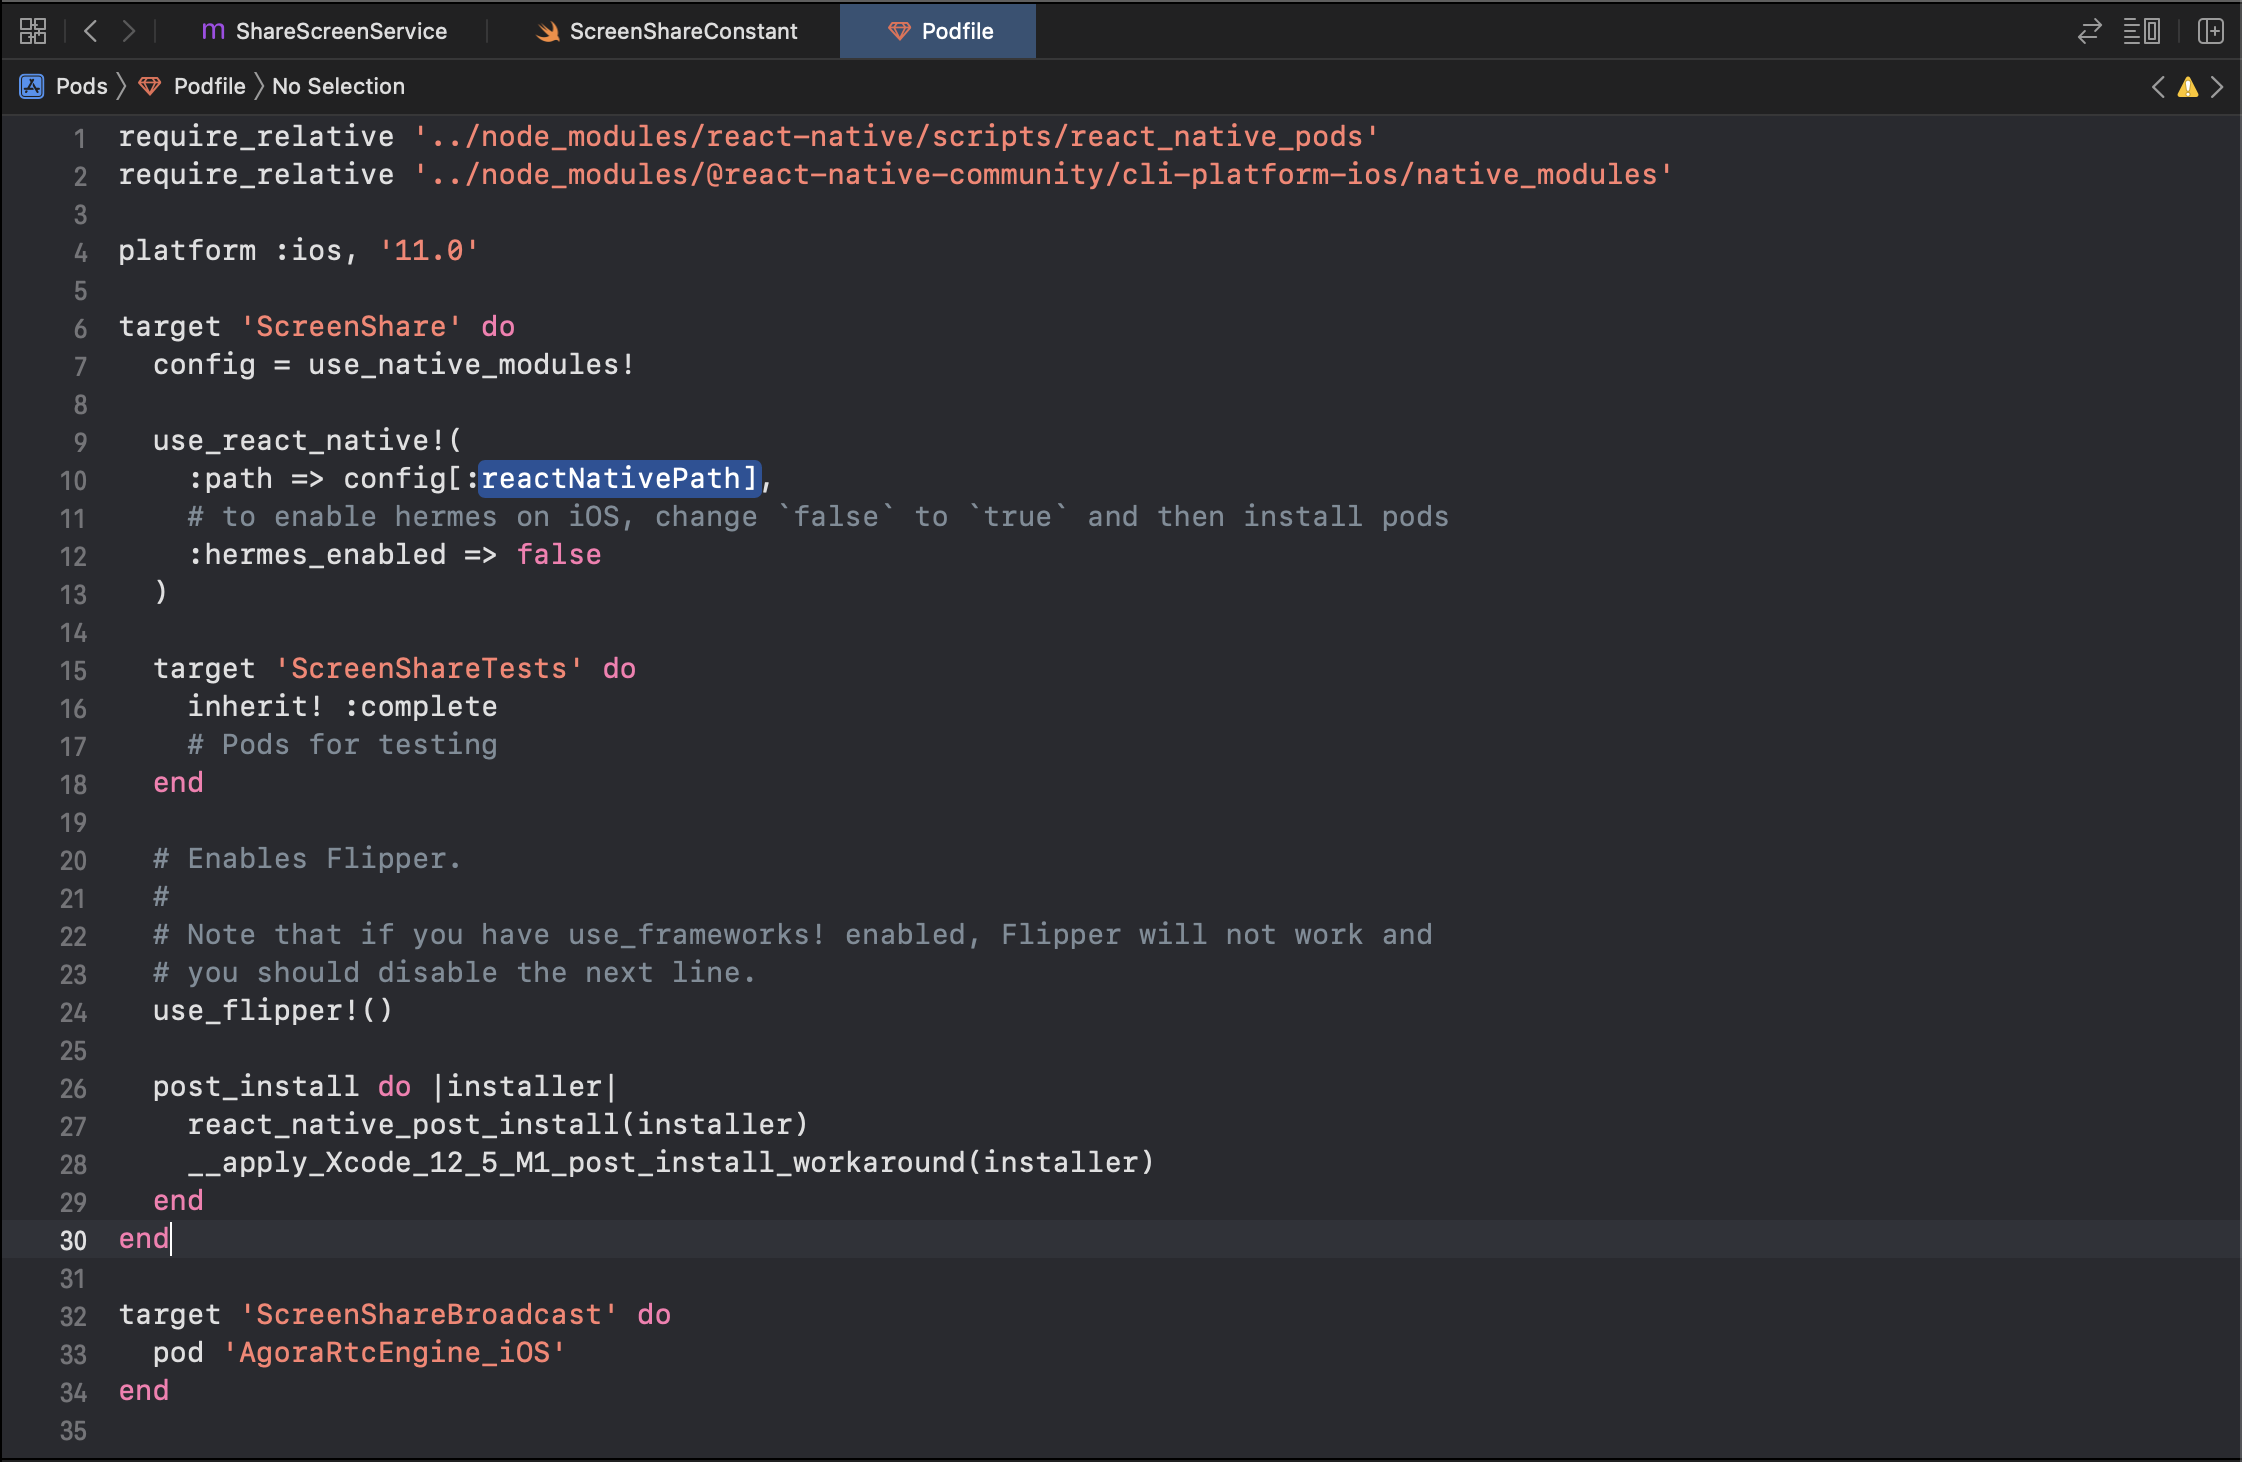 ShareScreenService ScreenShareConstant Podfile
Pods Podfile No Selection
1 require_relative '../node_modules/react-native/scripts/react_native_pods'
2 require_relative '../node_modules/@react-native-community/cli-platform-ios/native_modules'
3
4 platform :ios, '11.0'
5
6 target 'ScreenShare' do
7   config = use_native_modules!
8
9   use_react_native!(
10     :path => config[:reactNativePath],
11     # to enable hermes on iOS, change `false` to `true` and then install pods
12     :hermes_enabled => false
13   )
14
15   target 'ScreenShareTests' do
16     inherit! :complete
17     # Pods for testing
18   end
19
20   # Enables Flipper.
21   #
22   # Note that if you have use_frameworks! enabled, Flipper will not work and
23   # you should disable the next line.
24   use_flipper!()
25
26   post_install do |installer|
27     react_native_post_install(installer)
28     __apply_Xcode_12_5_M1_post_install_workaround(installer)
29   end
30 end
31
32 target 'ScreenShareBroadcast' do
33   pod 'AgoraRtcEngine_iOS'
34 end
35